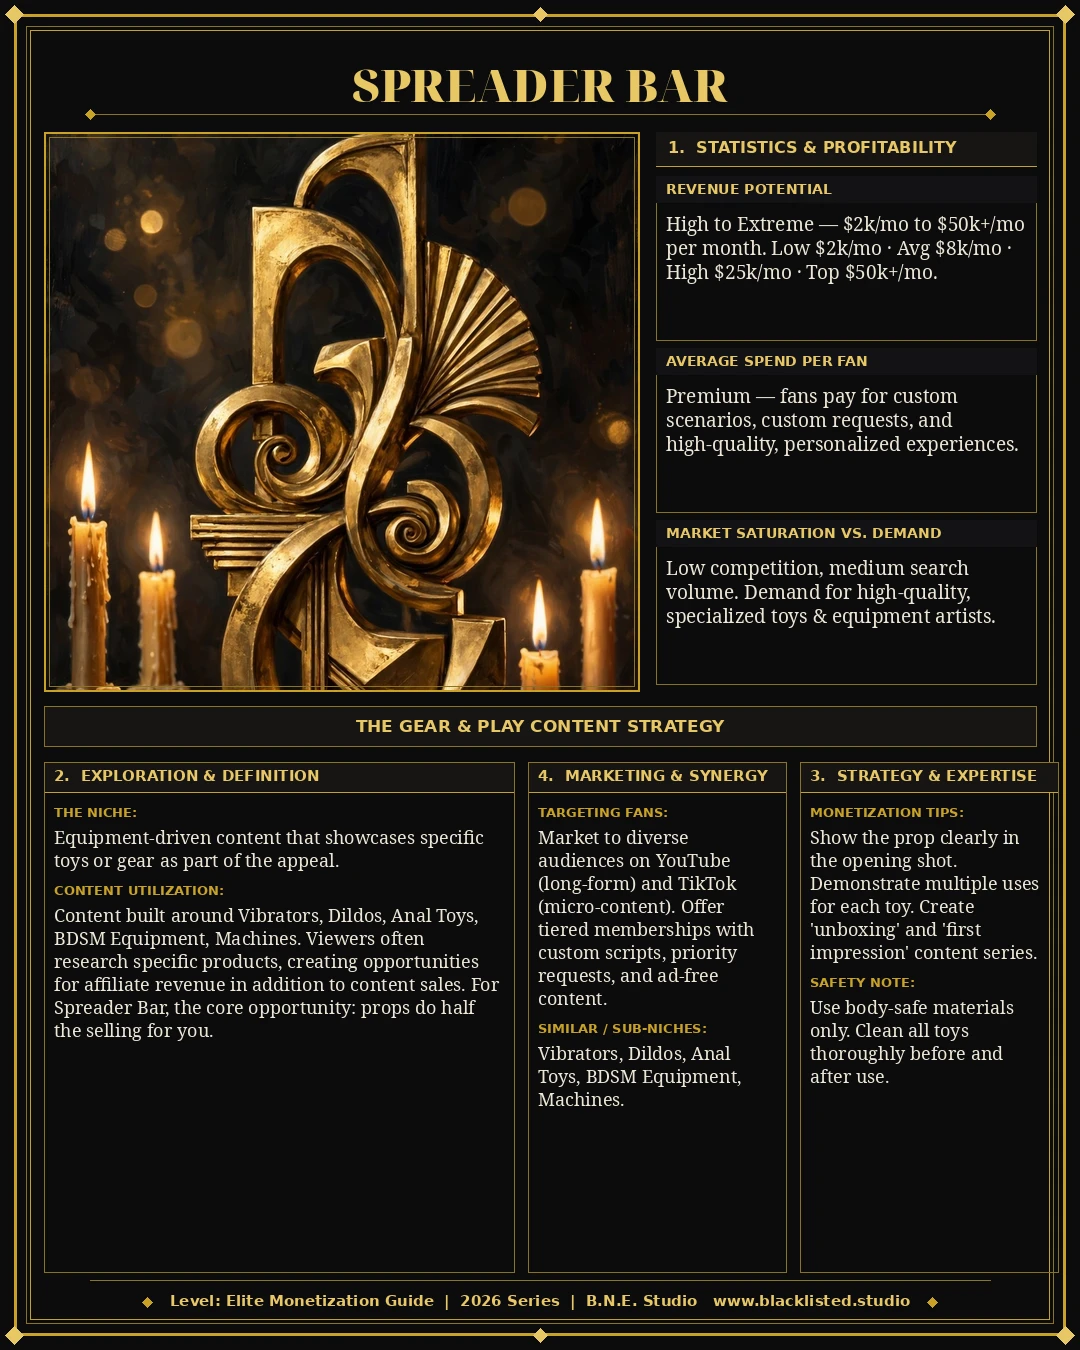 SPREADER BAR
1. STATISTICS & PROFITABILITY
REVENUE POTENTIAL
High to Extreme — $2k/mo to $50k+/mo
per month. Low $2k/mo · Avg $8k/mo ·
High $25k/mo · Top $50k+/mo.
AVERAGE SPEND PER FAN
Premium — fans pay for custom
scenarios, custom requests, and
high-quality, personalized experiences.
MARKET SATURATION VS. DEMAND
Low competition, medium search
volume. Demand for high-quality,
specialized toys & equipment artists.
THE GEAR & PLAY CONTENT STRATEGY
2. EXPLORATION & DEFINITION
THE NICHE:
Equipment-driven content that showcases specific
toys or gear as part of the appeal.
CONTENT UTILIZATION:
Content built around Vibrators, Dildos, Anal Toys,
BDSM Equipment, Machines. Viewers often
research specific products, creating opportunities
for affiliate revenue in addition to content sales. For
Spreader Bar, the core opportunity: props do half
the selling for you.
4. MARKETING & SYNERGY
TARGETING FANS:
Market to diverse
audiences on YouTube
(long-form) and TikTok
(micro-content). Offer
tiered memberships with
custom scripts, priority
requests, and ad-free
content.
SIMILAR / SUB-NICHES:
Vibrators, Dildos, Anal
Toys, BDSM Equipment,
Machines.
3. STRATEGY & EXPERTISE
MONETIZATION TIPS:
Show the prop clearly in
the opening shot.
Demonstrate multiple uses
for each toy. Create
'unboxing' and 'first
impression' content series.
SAFETY NOTE:
Use body-safe materials
only. Clean all toys
thoroughly before and
after use.
Level: Elite Monetization Guide | 2026 Series | B.N.E. Studio www.blacklisted.studio